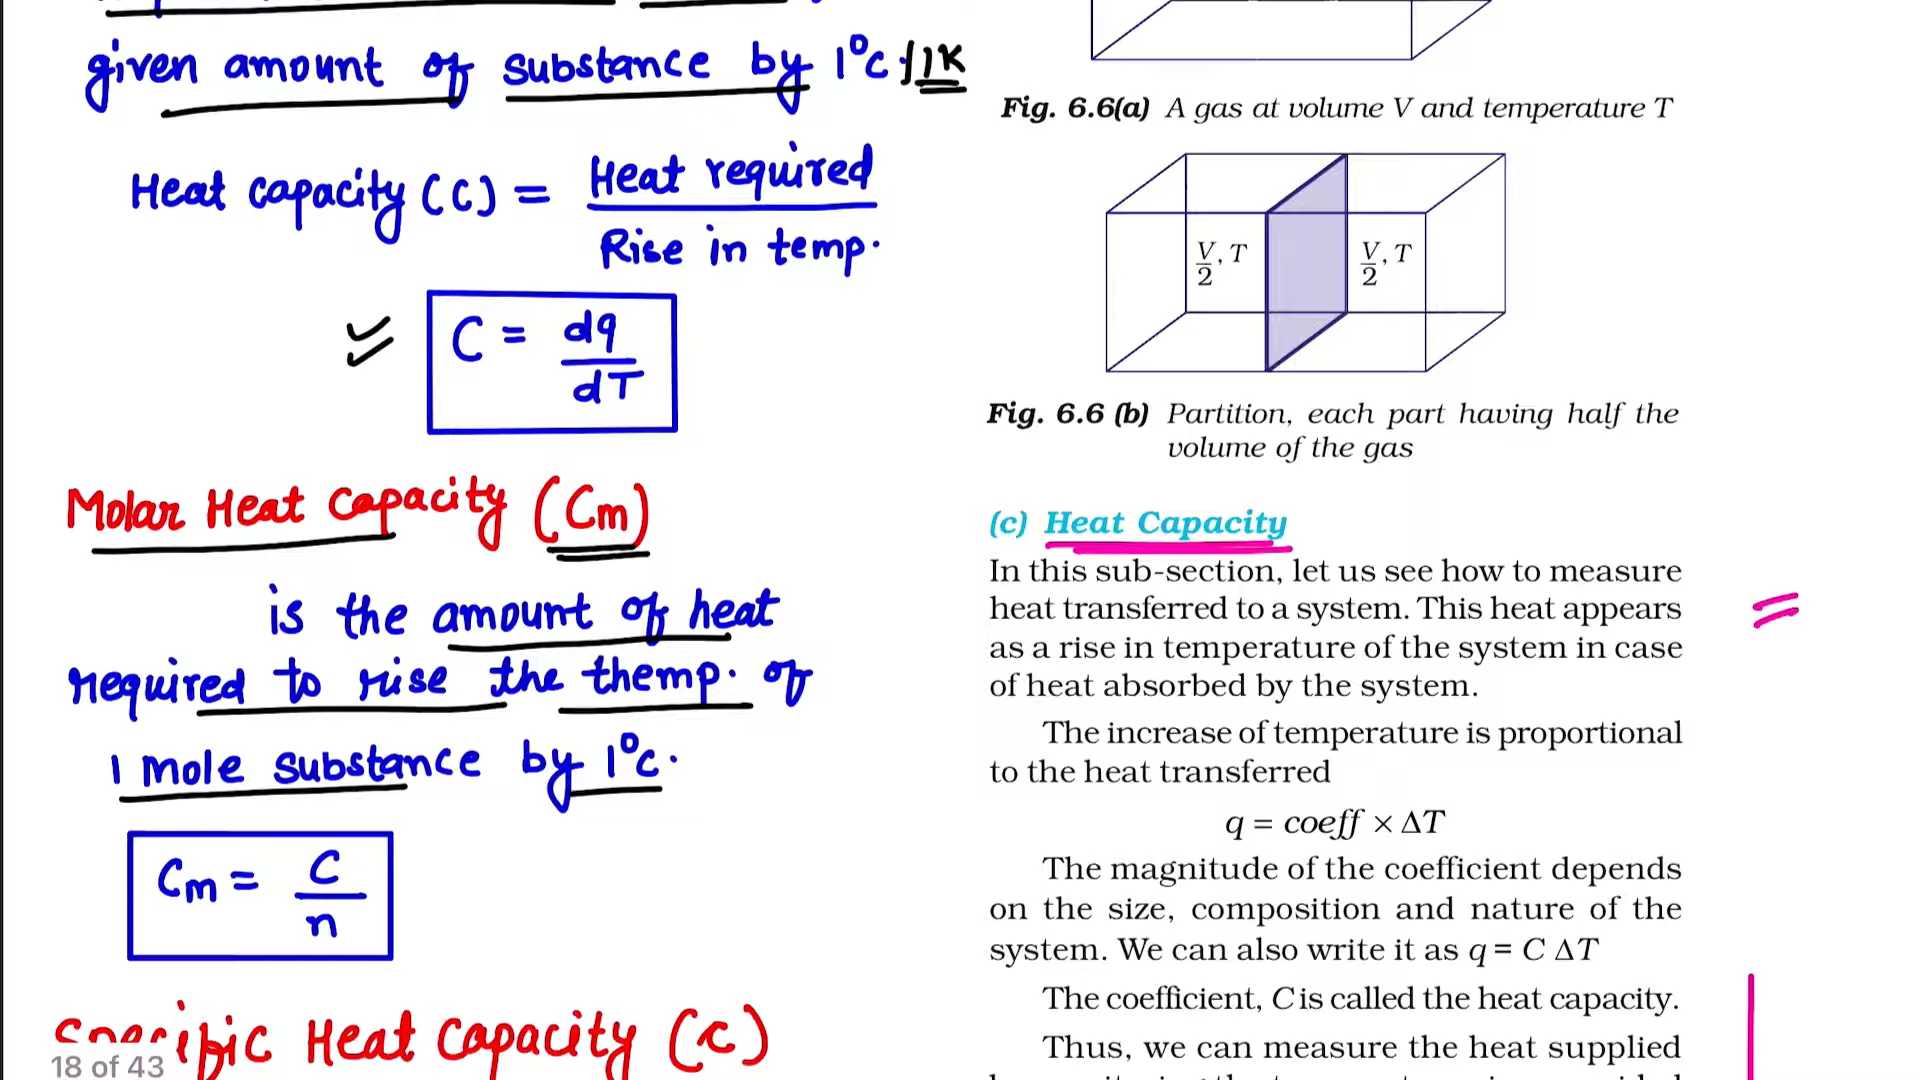 given amount of substance by 1°C./1K
Heat capacity (C) = Heat required
Rise in temp.
C = dq
dT
Molar Heat Capacity (Cm)
is the amount of heat
required to rise the themp. of
1 mole substance by 1°C.
Cm = C
n
Specific Heat Capacity (c)
18 of 43
Fig. 6.6(a) A gas at volume V and temperature T
V/2, T V/2, T
Fig. 6.6 (b) Partition, each part having half the
volume of the gas
(c) Heat Capacity
In this sub-section, let us see how to measure
heat transferred to a system. This heat appears
as a rise in temperature of the system in case
of heat absorbed by the system.
The increase of temperature is proportional
to the heat transferred
q = coeff × ΔT
The magnitude of the coefficient depends
on the size, composition and nature of the
system. We can also write it as q = C ΔT
The coefficient, C is called the heat capacity.
Thus, we can measure the heat supplied